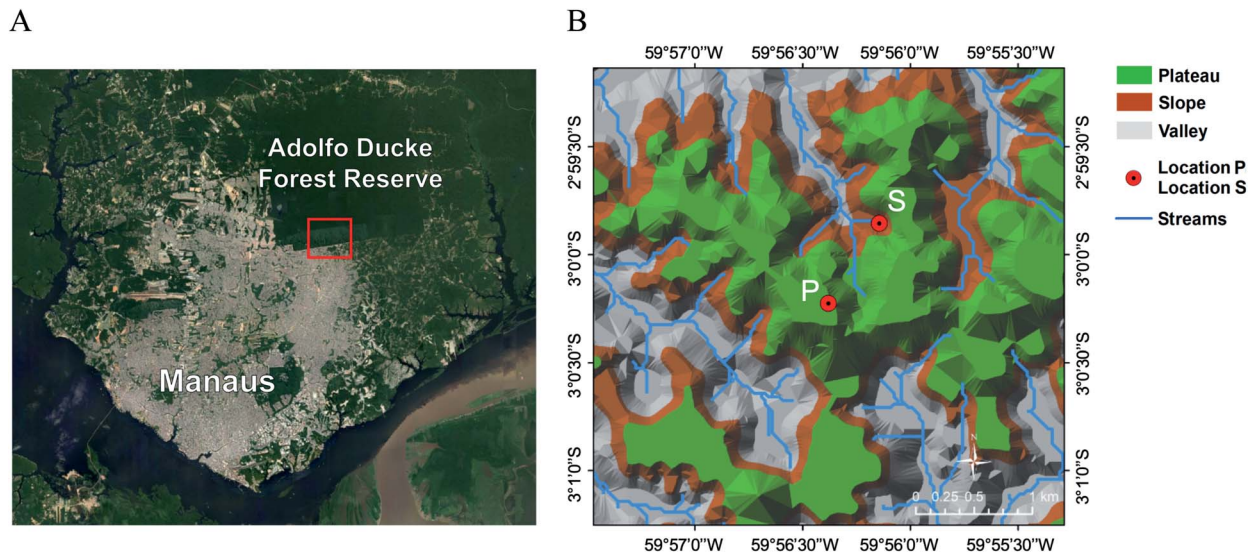 A
B
Adolfo Ducke
Forest Reserve
Manaus
59°57'0"W 59°56'30"W 59°56'0"W 59°55'30"W
2°59'30"S
3°0'0"S
3°0'30"S
3°1'0"S
2°59'30"S
3°0'0"S
3°0'30"S
3°1'0"S
S
P
N
0 0.25 0.5 1 km
59°57'0"W 59°56'30"W 59°56'0"W 59°55'30"W
Plateau
Slope
Valley
Location P
Location S
Streams